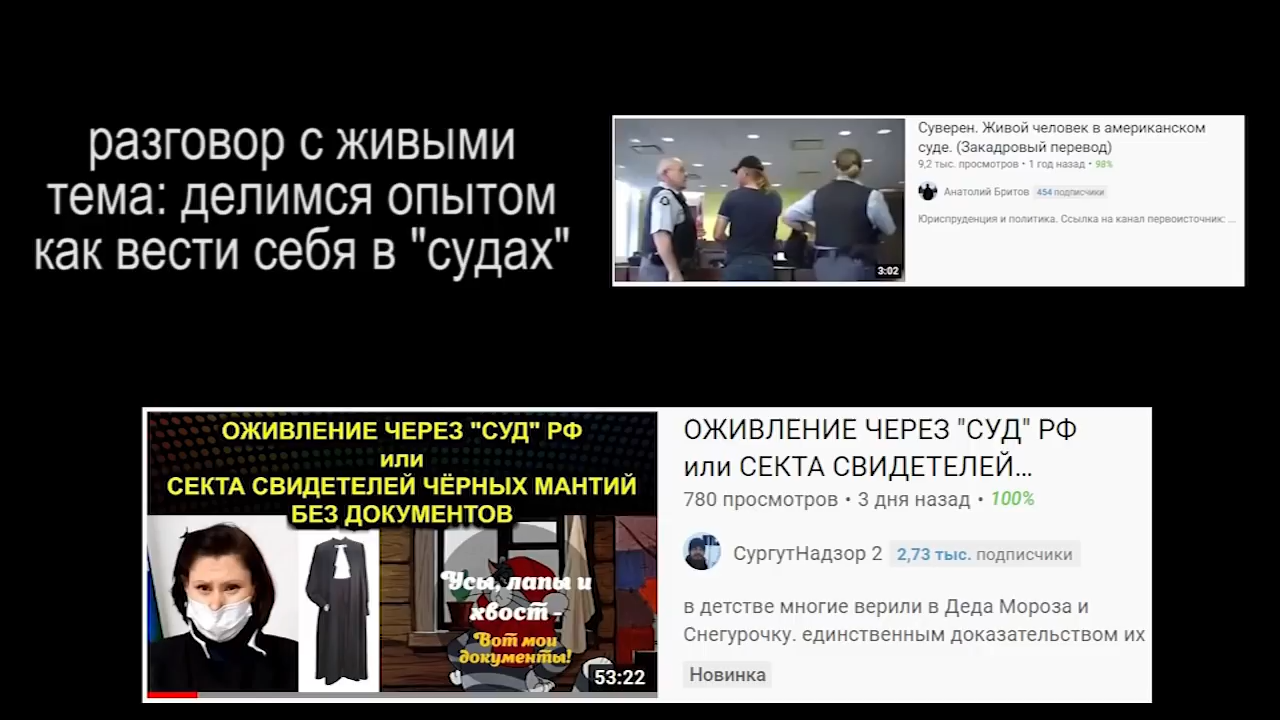 разговор с живыми
тема: делимся опытом
как вести себя в "судах"
Суверен. Живой человек в американском
суде. (Закадровый перевод)
9,2 тыс. просмотров • 1 год назад • 98%
Анатолий Бритов 454 подписчики
Юриспруденция и политика. Ссылка на канал первоисточник: ...
3:02
ОЖИВЛЕНИЕ ЧЕРЕЗ "СУД" РФ
или
СЕКТА СВИДЕТЕЛЕЙ ЧЁРНЫХ МАНТИЙ
БЕЗ ДОКУМЕНТОВ
Усы, лапы и
хвост -
Вот мои
документы!
53:22
ОЖИВЛЕНИЕ ЧЕРЕЗ "СУД" РФ
или СЕКТА СВИДЕТЕЛЕЙ...
780 просмотров • 3 дня назад • 100%
СургутНадзор 2 2,73 тыс. подписчики
в детстве многие верили в Деда Мороза и
Снегурочку. единственным доказательством их
Новинка